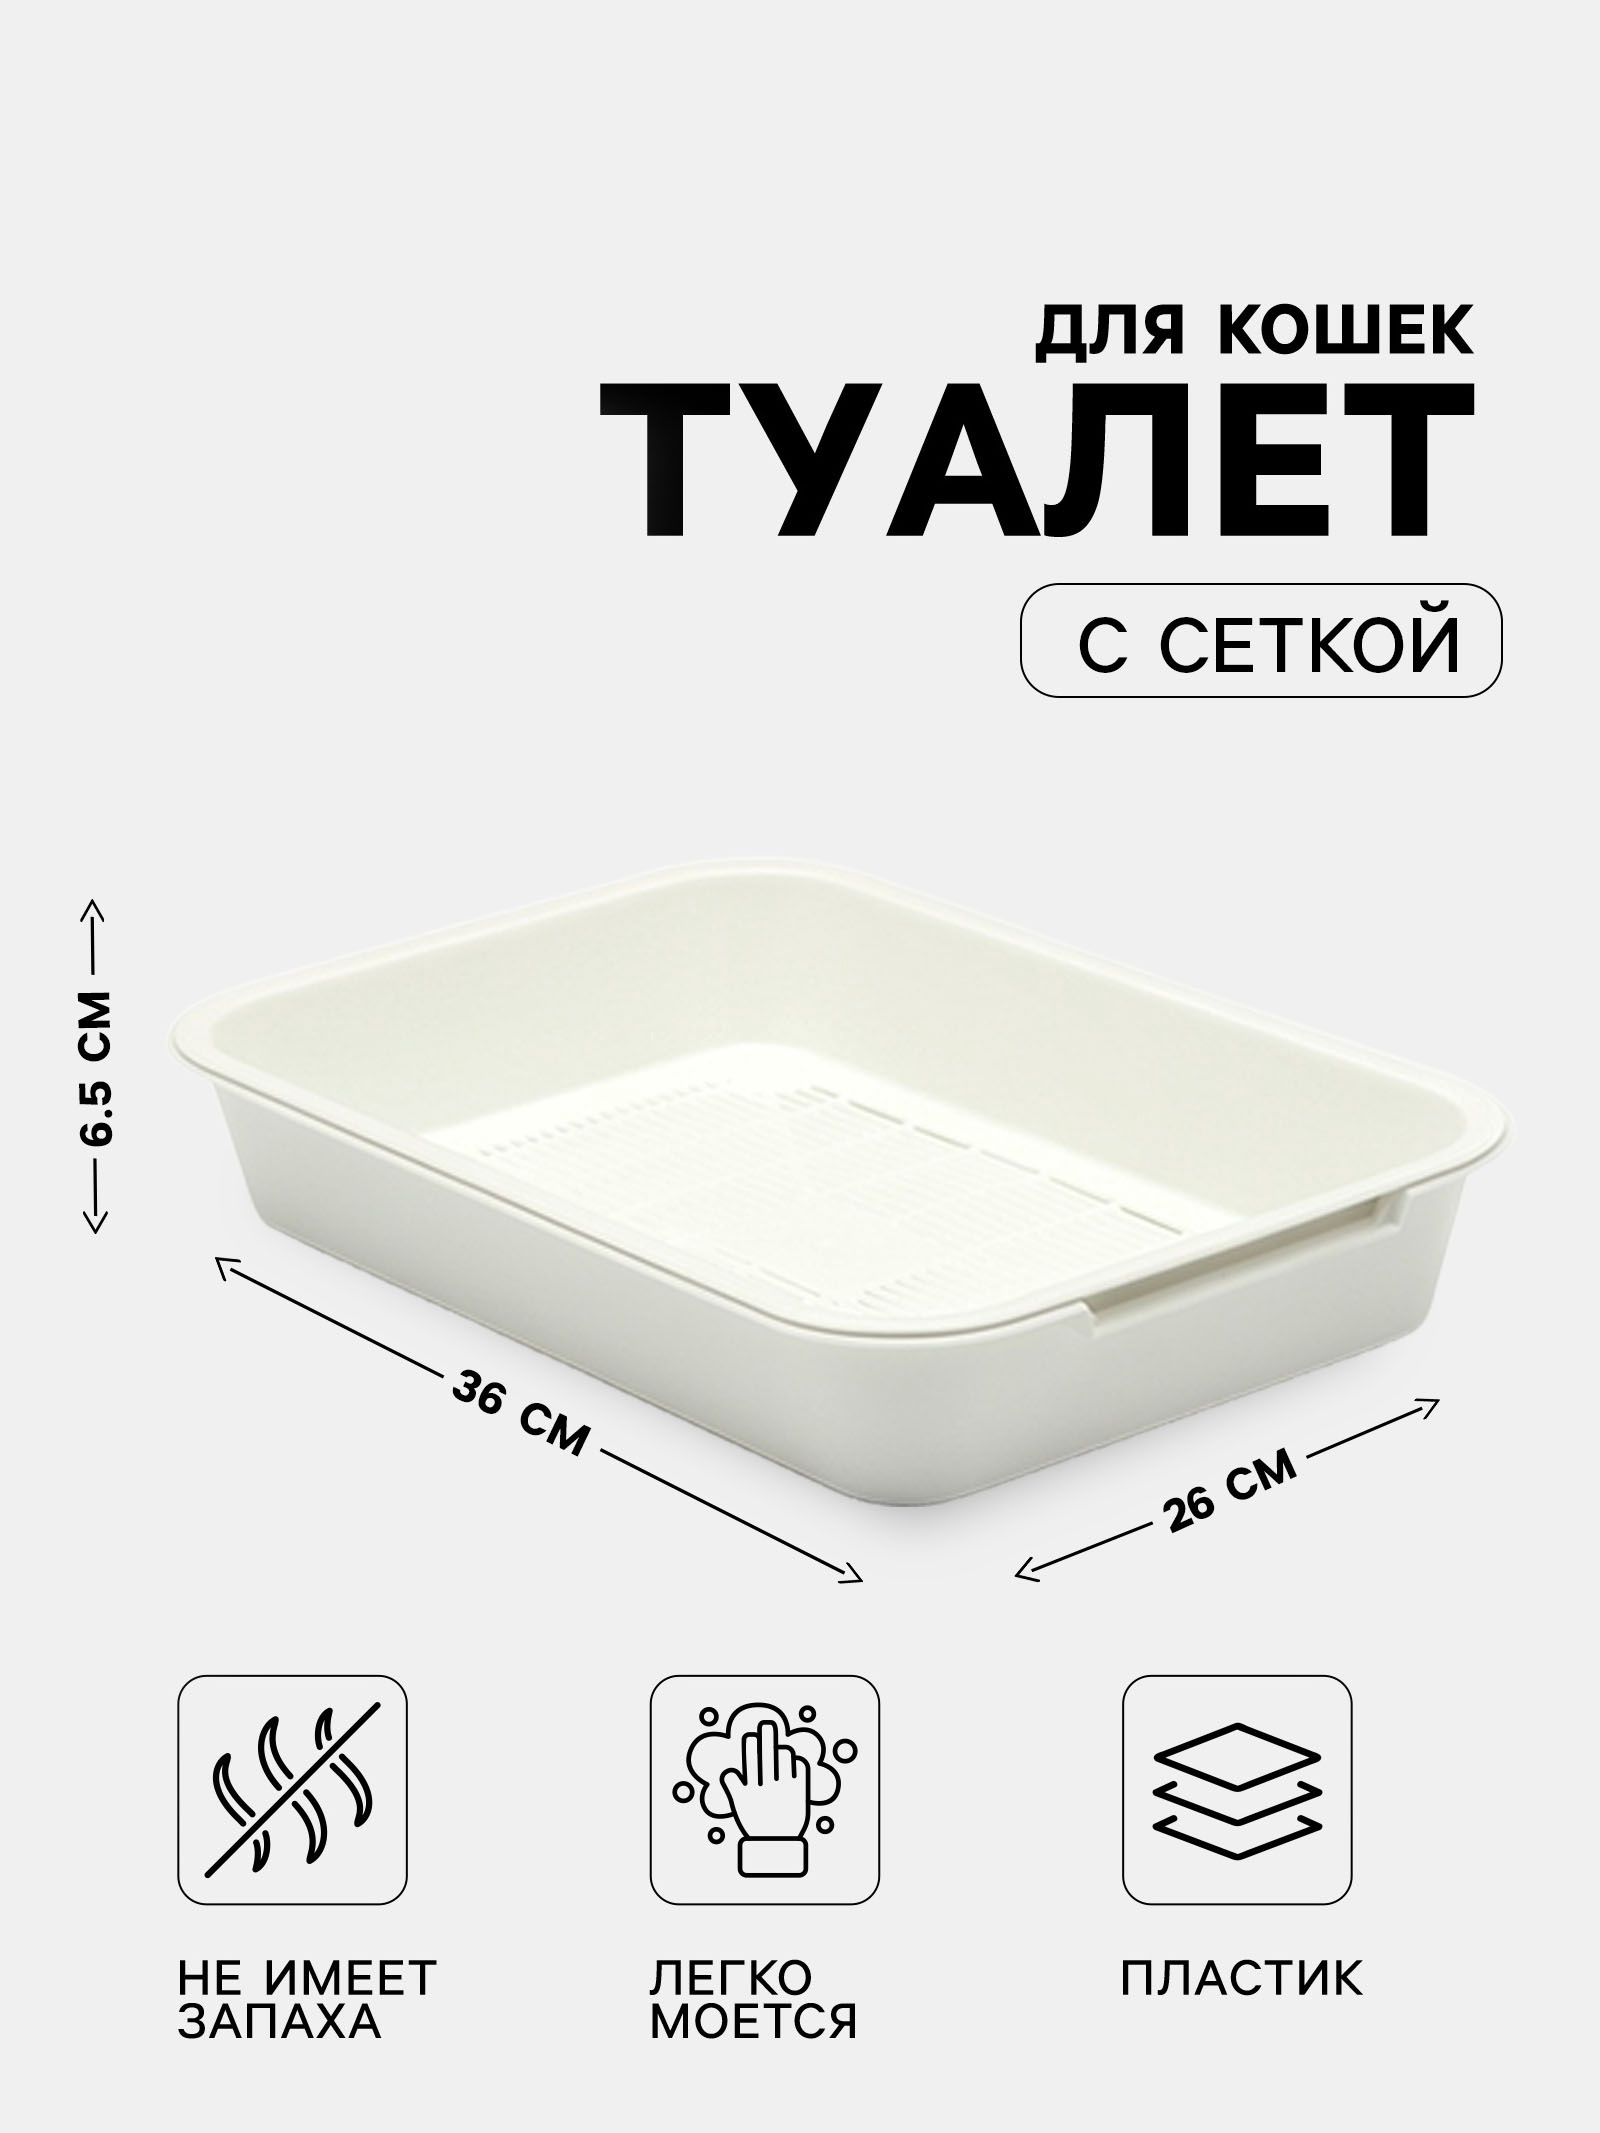 ДЛЯ КОШЕК
ТУАЛЕТ
С СЕТКОЙ
6.5 СМ
36 СМ
26 СМ
НЕ ИМЕЕТ
ЗАПАХА
ЛЕГКО
МОЕТСЯ
ПЛАСТИК